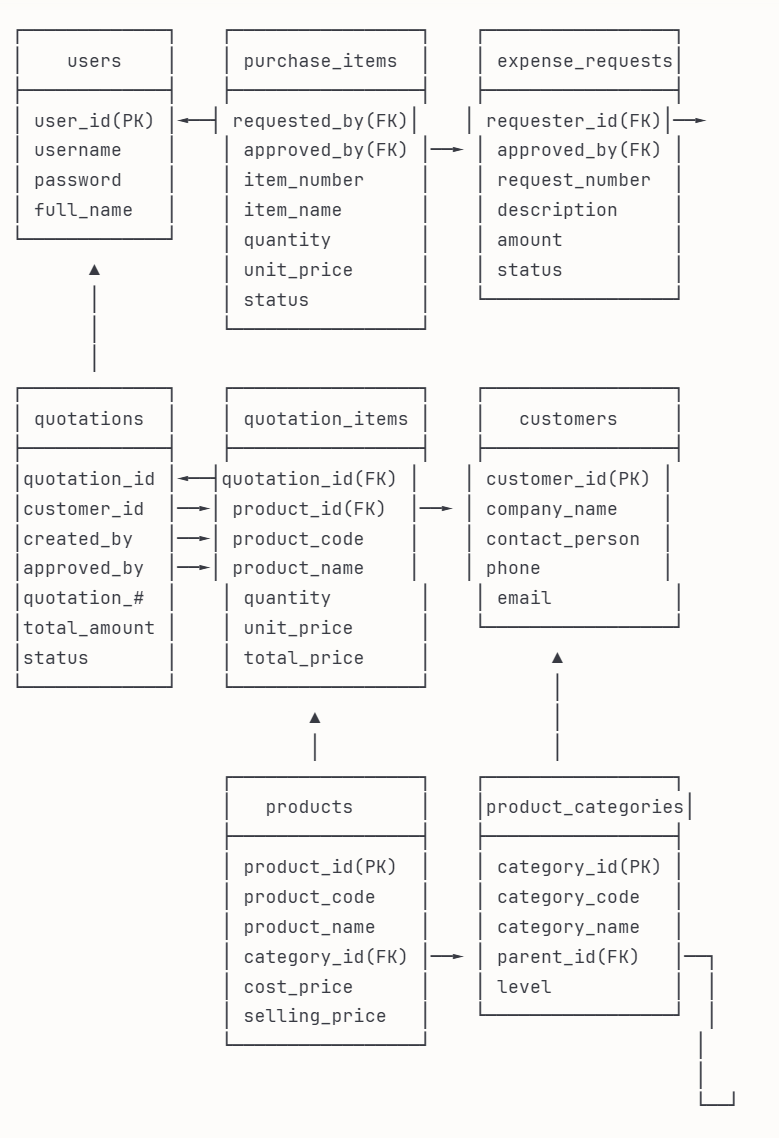 users
user_id(PK)
username
password
full_name
purchase_items
requested_by(FK)
approved_by(FK)
item_number
item_name
quantity
unit_price
status
expense_requests
requester_id(FK)
approved_by(FK)
request_number
description
amount
status
quotations
quotation_id
customer_id
created_by
approved_by
quotation_#
total_amount
status
quotation_items
quotation_id(FK)
product_id(FK)
product_code
product_name
quantity
unit_price
total_price
customers
customer_id(PK)
company_name
contact_person
phone
email
products
product_id(PK)
product_code
product_name
category_id(FK)
cost_price
selling_price
product_categories
category_id(PK)
category_code
category_name
parent_id(FK)
level